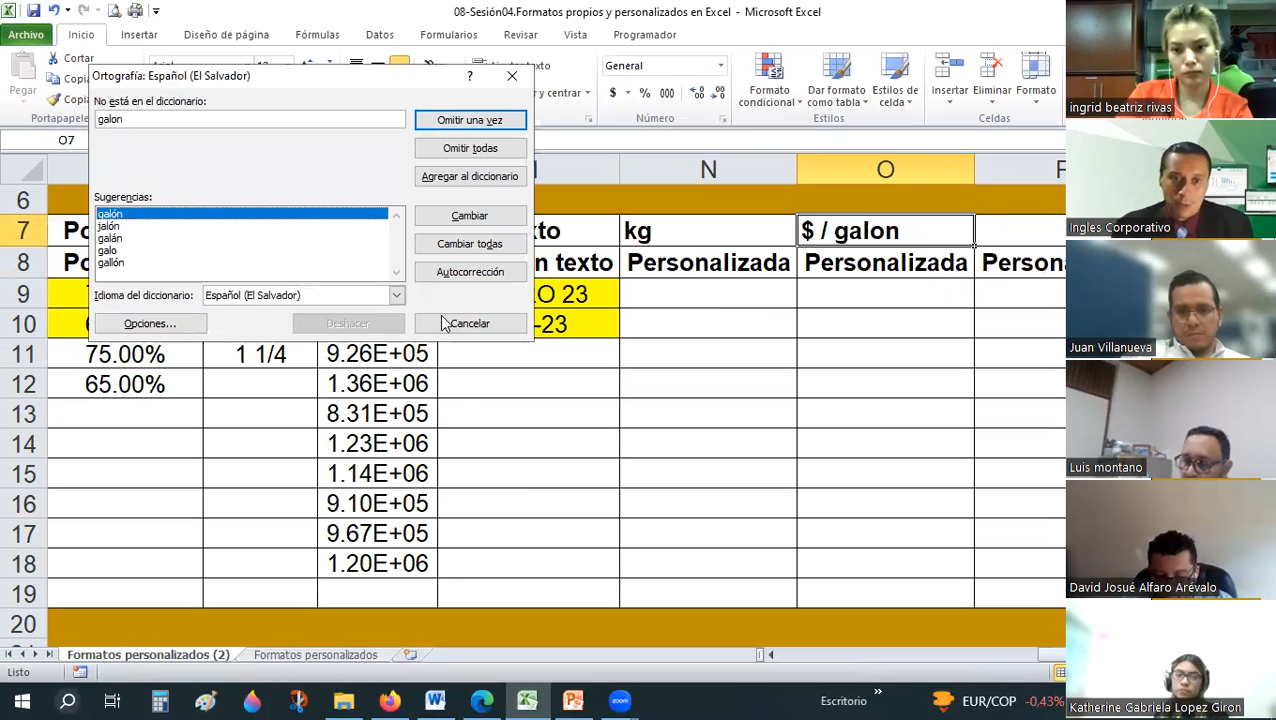 08-Sesión04.Formatos propios y personalizados en Excel - Microsoft Excel
Archivo Inicio Insertar Diseño de página Fórmulas Datos Formularios Revisar Vista Programador
Pegar
Cortar
Portapapeles
General
$ % 000
Número
Formato condicional
Dar formato como tabla
Estilos de celda
Estilos
Insertar Eliminar Formato
Celdas
O7
Ortografía: Español (El Salvador)
No está en el diccionario:
galon
Omitir una vez
Omitir todas
Agregar al diccionario
Sugerencias:
galón
jalón
galán
galo
gallón
Cambiar
Cambiar todas
Autocorrección
Idioma del diccionario: Español (El Salvador)
Opciones... Deshacer Cancelar
N O
6
7 kg $ / galon
8 n texto Personalizada Personalizada
9 O 23
10 -23
11 75.00% 1 1/4 9.26E+05
12 65.00% 1.36E+06
13 8.31E+05
14 1.23E+06
15 1.14E+06
16 9.10E+05
17 9.67E+05
18 1.20E+06
19
20
Formatos personalizados (2) Formatos personalizados
Listo
Escritorio » EUR/COP -0,43%
zoom
ingrid beatriz rivas
Ingles Corporativo
Juan Villanueva
Luis montano
David Josué Alfaro Arévalo
Katherine Gabriela Lopez Giron